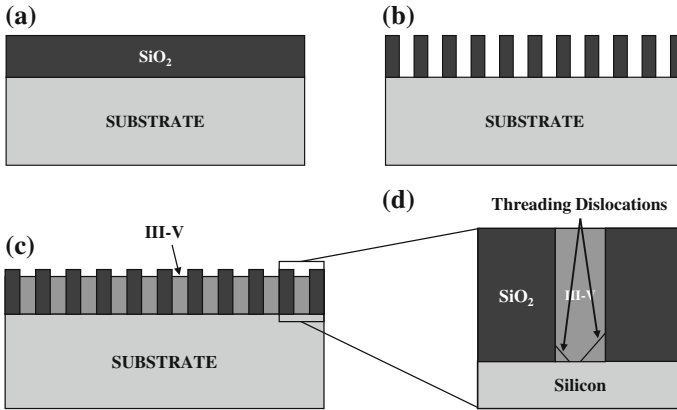 (a)
SiO₂
SUBSTRATE
(b)
SUBSTRATE
(c)
III-V
SUBSTRATE
(d)
Threading Dislocations
SiO₂
III-V
Silicon